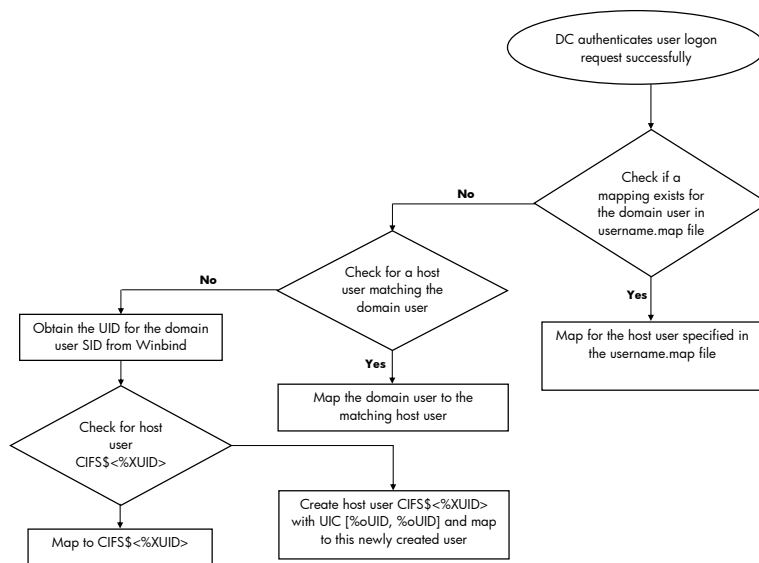 DC authenticates user logon
request successfully
Check if a
mapping exists for
the domain user in
username.map file
No
Yes
Map for the host user specified in
the username.map file
Check for a host
user matching the
domain user
No
Yes
Map the domain user to the
matching host user
Obtain the UID for the domain
user SID from Winbind
Check for host
user
CIFS$<%XUID>
Create host user CIFS$<%XUID>
with UIC [%oUID, %oUID] and map
to this newly created user
Map to CIFS$<%XUID>